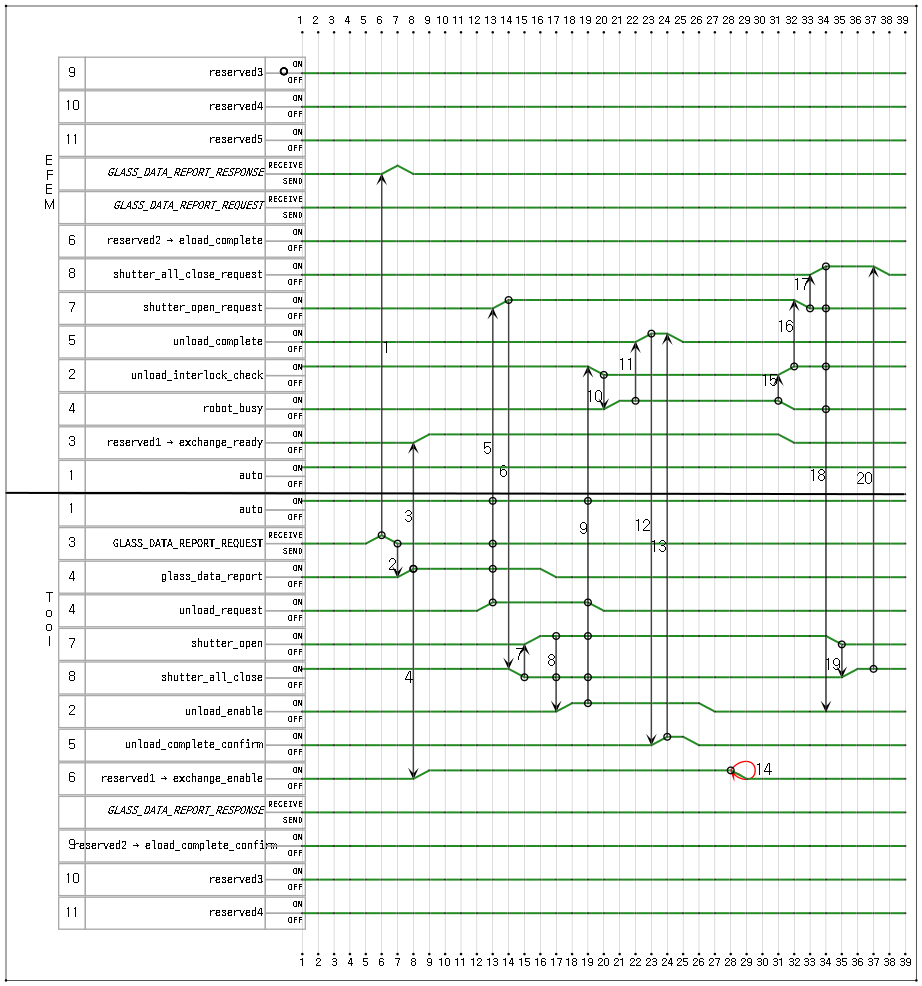 1 2 3 4 5 6 7 8 9 10 11 12 13 14 15 16 17 18 19 20 21 22 23 24 25 26 27 28 29 30 31 32 33 34 35 36 37 38 39
EFEM
9 reserved3 ON OFF
10 reserved4 ON OFF
11 reserved5 ON OFF
GLASS_DATA_REPORT_RESPONSE RECEIVE SEND
GLASS_DATA_REPORT_REQUEST RECEIVE SEND
6 reserved2 → eload_complete ON OFF
8 shutter_all_close_request ON OFF
17
7 shutter_open_request ON OFF
16
5 unload_complete ON OFF
1
11
2 unload_interlock_check ON OFF
15
10
4 robot_busy ON OFF
3 reserved1 → exchange_ready ON OFF
5
6
18
20
1 auto ON OFF
Tool
1 auto ON OFF
3
9
12
13
3 GLASS_DATA_REPORT_REQUEST RECEIVE SEND
2
4 glass_data_report ON OFF
4 unload_request ON OFF
7 shutter_open ON OFF
7
8
19
8 shutter_all_close ON OFF
4
2 unload_enable ON OFF
5 unload_complete_confirm ON OFF
6 reserved1 → exchange_enable ON OFF
14
GLASS_DATA_REPORT_RESPONSE RECEIVE SEND
9 reserved2 → eload_complete_confirm ON OFF
10 reserved3 ON OFF
11 reserved4 ON OFF
1 2 3 4 5 6 7 8 9 10 11 12 13 14 15 16 17 18 19 20 21 22 23 24 25 26 27 28 29 30 31 32 33 34 35 36 37 38 39